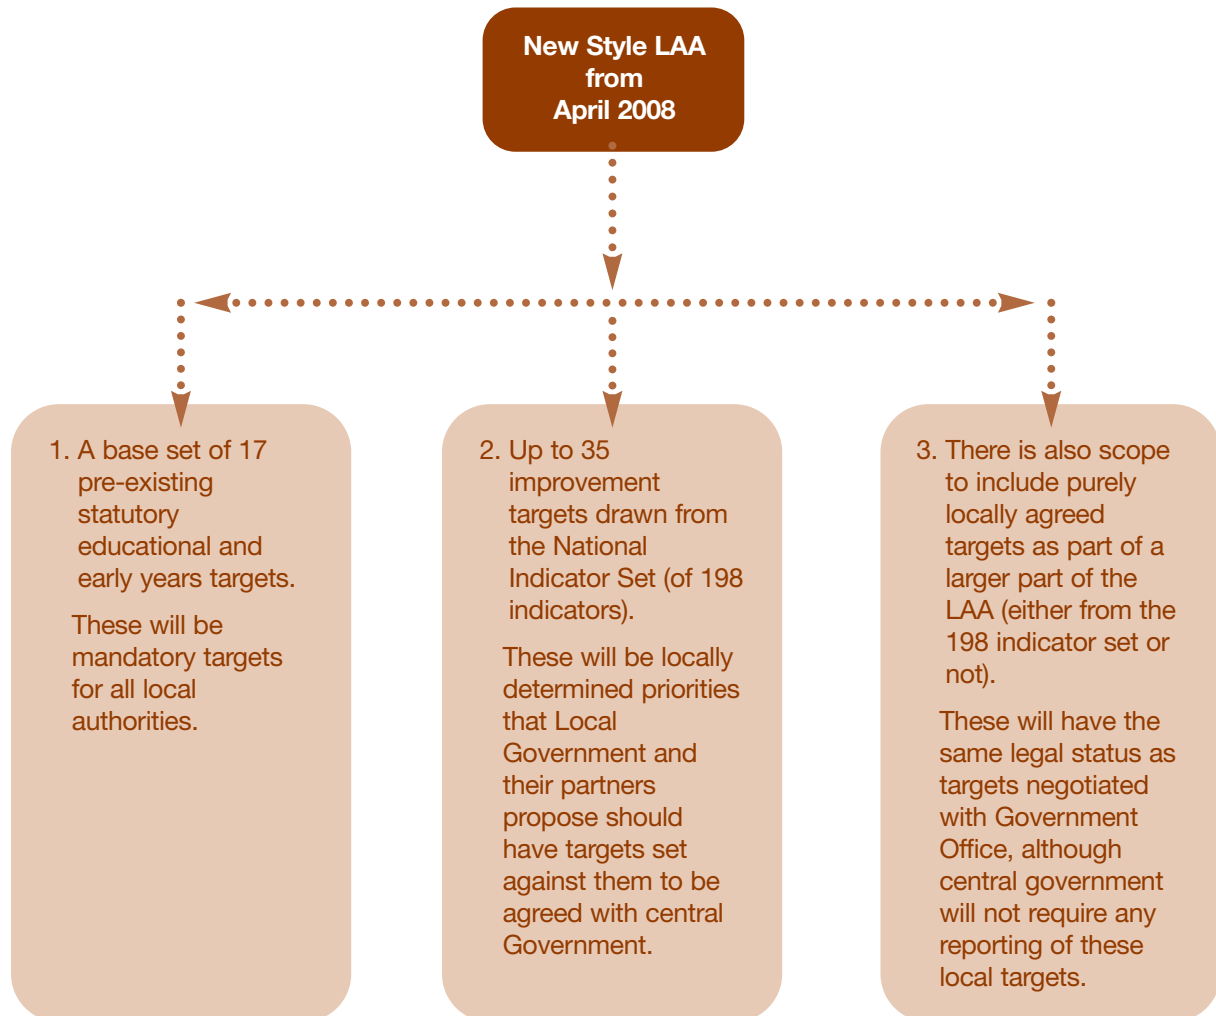 New Style LAA
from
April 2008
1. A base set of 17
pre-existing
statutory
educational and
early years targets.
These will be
mandatory targets
for all local
authorities.
2. Up to 35
improvement
targets drawn from
the National
Indicator Set (of 198
indicators).
These will be locally
determined priorities
that Local
Government and
their partners
propose should
have targets set
against them to be
agreed with central
Government.
3. There is also scope
to include purely
locally agreed
targets as part of a
larger part of the
LAA (either from the
198 indicator set or
not).
These will have the
same legal status as
targets negotiated
with Government
Office, although
central government
will not require any
reporting of these
local targets.